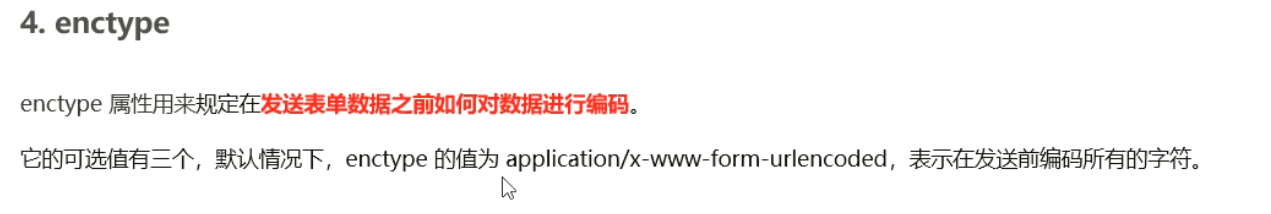 4. enctype
enctype 属性用来规定在发送表单数据之前如何对数据进行编码。
它的可选值有三个，默认情况下，enctype 的值为 application/x-www-form-urlencoded，表示在发送前编码所有的字符。